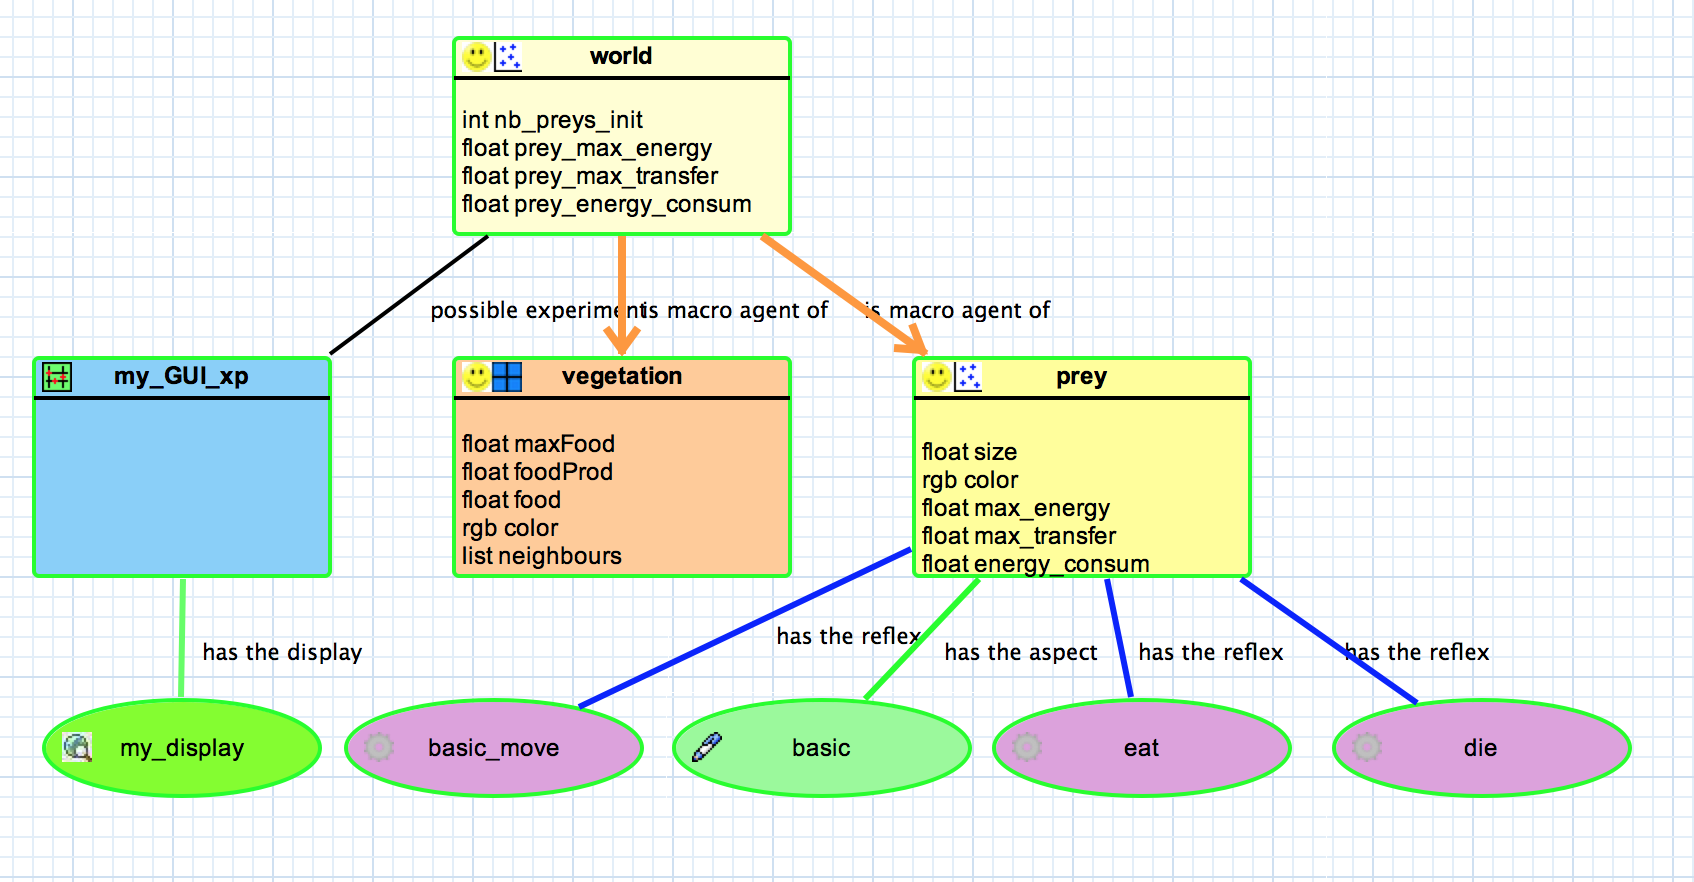 world
int nb_preys_init
float prey_max_energy
float prey_max_transfer
float prey_energy_consum
possible experiment
is macro agent of
is macro agent of
my_GUI_xp
vegetation
float maxFood
float foodProd
float food
rgb color
list neighbours
prey
float size
rgb color
float max_energy
float max_transfer
float energy_consum
has the display
has the reflex
has the aspect
has the reflex
has the reflex
my_display
basic_move
basic
eat
die